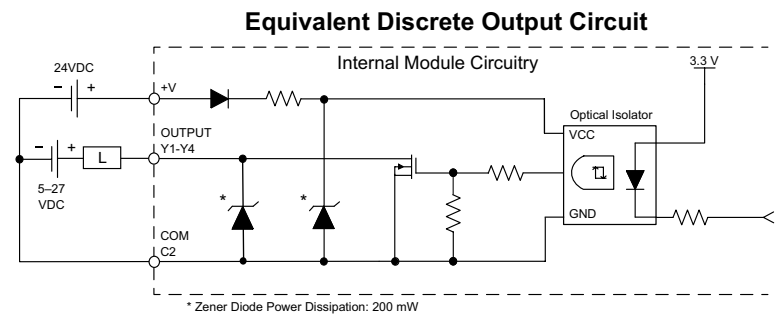 Equivalent Discrete Output Circuit
Internal Module Circuitry
24VDC
3.3 V
− +
+V
Optical Isolator
OUTPUT
Y1-Y4
VCC
− +
L
5–27
VDC
*
*
GND
COM
C2
* Zener Diode Power Dissipation: 200 mW